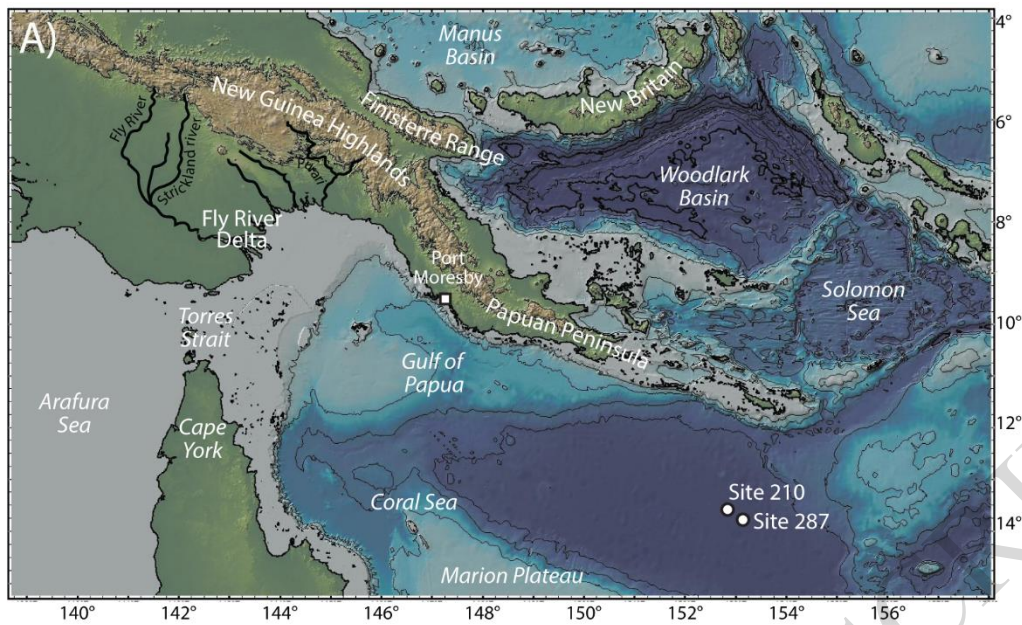 A)
Manus
Basin
New Britain
Finisterre Range
New Guinea Highlands
Fly River
Strickland river
Woodlark
Basin
Fly River
Delta
Port
Moresby
Solomon
Sea
Papuan Peninsula
Torres
Strait
Gulf of
Papua
Arafura
Sea
Cape
York
Coral Sea
Site 210
Site 287
Marion Plateau
4°
6°
8°
10°
12°
14°
140 142 144 146 148 150 152 154 156